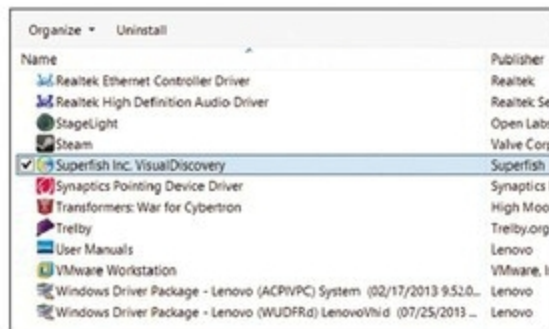 Organize Uninstall
Name Publisher
Realtek Ethernet Controller Driver Realtek
Realtek High Definition Audio Driver Realtek Se
StageLight Open Labs
Steam Valve Corp
Superfish Inc. VisualDiscovery Superfish
Synaptics Pointing Device Driver Synaptics
Transformers: War for Cybertron High Moo
Trelby Trelby.org
User Manuals Lenovo
VMware Workstation VMware, I
Windows Driver Package - Lenovo (ACPIVPC) System (02/17/2013 9.52.0... Lenovo
Windows Driver Package - Lenovo (WUDFRd) LenovoVhid (07/25/2013 ... Lenovo